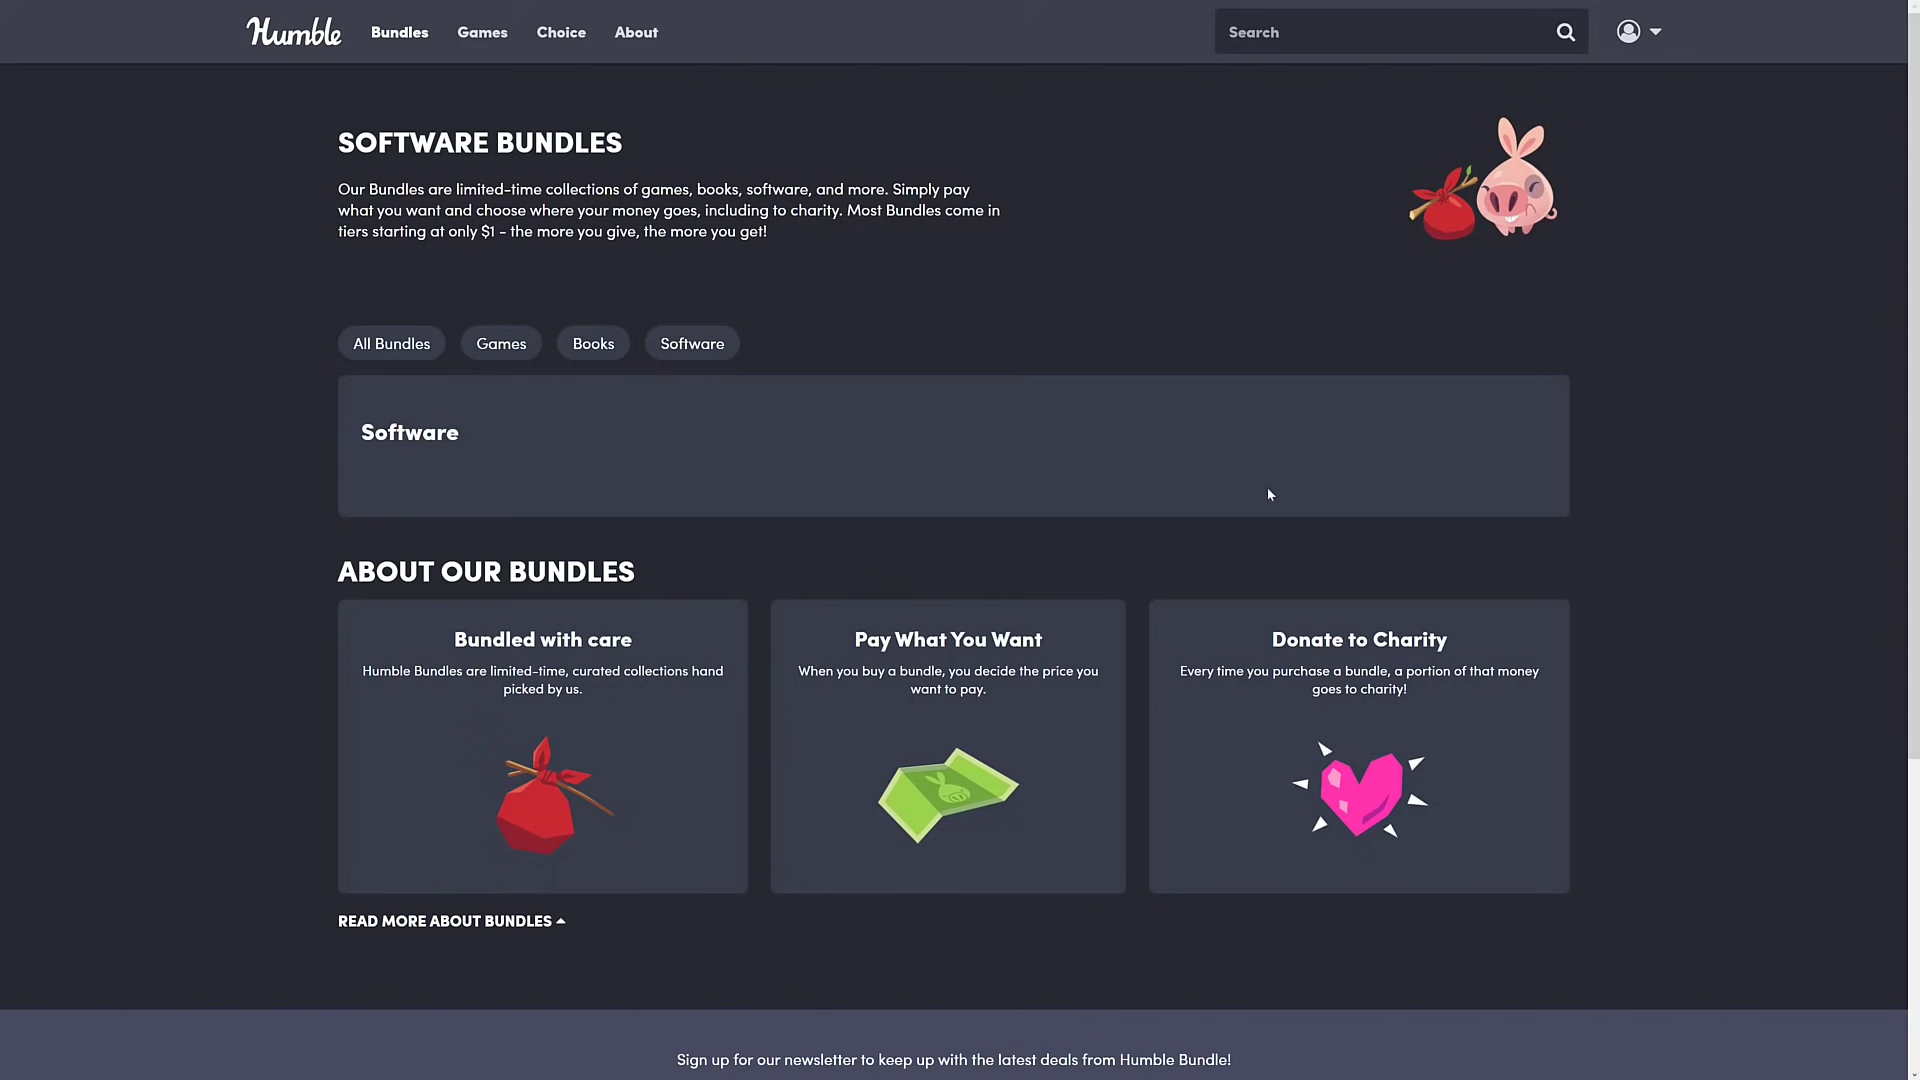 Humble
Bundles
Games
Choice
About
Search
SOFTWARE BUNDLES
Our Bundles are limited-time collections of games, books, software, and more. Simply pay
what you want and choose where your money goes, including to charity. Most Bundles come in
tiers starting at only $1 - the more you give, the more you get!
All Bundles
Games
Books
Software
Software
ABOUT OUR BUNDLES
Bundled with care
Humble Bundles are limited-time, curated collections hand
picked by us.
Pay What You Want
When you buy a bundle, you decide the price you
want to pay.
Donate to Charity
Every time you purchase a bundle, a portion of that money
goes to charity!
READ MORE ABOUT BUNDLES
Sign up for our newsletter to keep up with the latest deals from Humble Bundle!